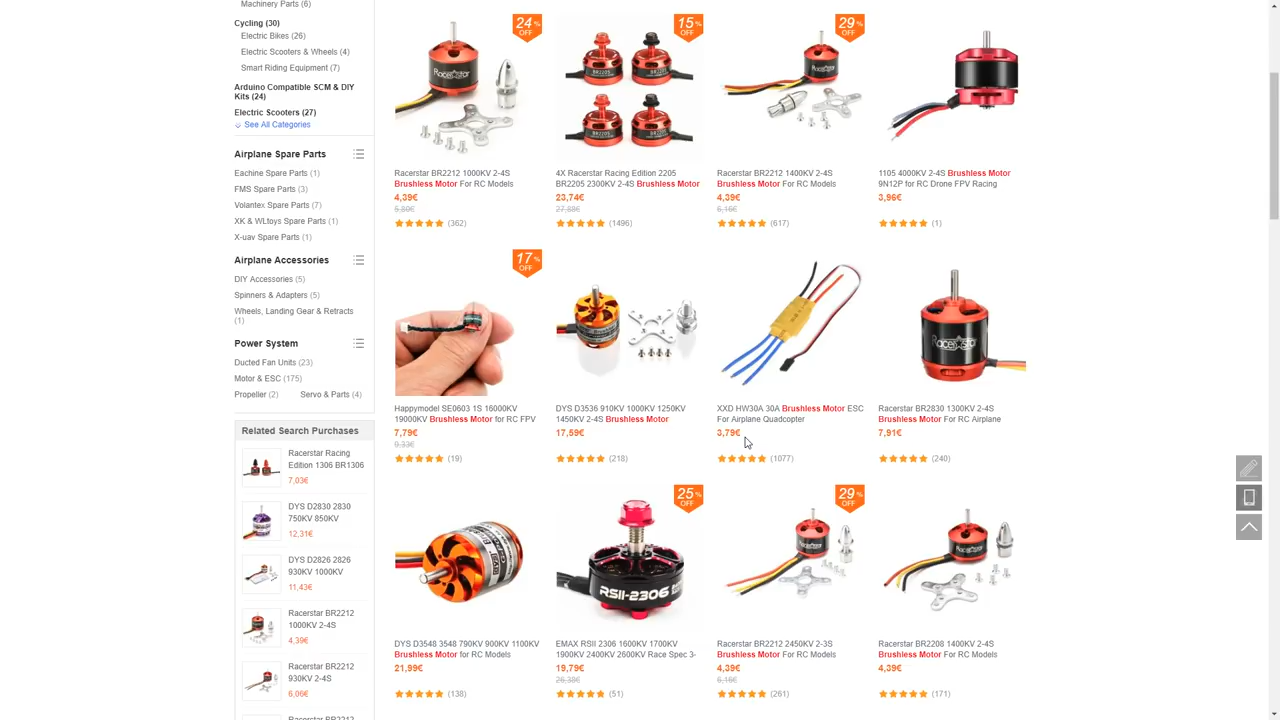 Machinery Parts (6)
Cycling (30)
Electric Bikes (26)
Electric Scooters & Wheels (4)
Smart Riding Equipment (7)
Arduino Compatible SCM & DIY
Kits (24)
Electric Scooters (27)
See All Categories
Airplane Spare Parts
Eachine Spare Parts (1)
FMS Spare Parts (3)
Volantex Spare Parts (7)
XK & WLtoys Spare Parts (1)
X-uav Spare Parts (1)
Airplane Accessories
DIY Accessories (5)
Spinners & Adapters (5)
Wheels, Landing Gear & Retracts
(1)
Power System
Ducted Fan Units (23)
Motor & ESC (175)
Propeller (2) Servo & Parts (4)
Related Search Purchases
Racerstar Racing
Edition 1306 BR1306
7,03€
DYS D2830 2830
750KV 850KV
12,31€
DYS D2826 2826
930KV 1000KV
11,43€
Racerstar BR2212
1000KV 2-4S
4,39€
Racerstar BR2212
930KV 2-4S
6,06€
Racerstar BR2212
24%
OFF
Racerstar BR2212 1000KV 2-4S
Brushless Motor For RC Models
4,39€
5,80€
(362)
15%
OFF
4X Racerstar Racing Edition 2205
BR2205 2300KV 2-4S Brushless Motor
23,74€
27,88€
(1496)
29%
OFF
Racerstar BR2212 1400KV 2-4S
Brushless Motor For RC Models
4,39€
6,16€
(617)
1105 4000KV 2-4S Brushless Motor
9N12P for RC Drone FPV Racing
3,96€
(1)
17%
OFF
Happymodel SE0603 1S 16000KV
19000KV Brushless Motor for RC FPV
7,79€
9,33€
(19)
DYS D3536 910KV 1000KV 1250KV
1450KV 2-4S Brushless Motor
17,59€
(218)
XXD HW30A 30A Brushless Motor ESC
For Airplane Quadcopter
3,79€
(1077)
RacerStar
Racerstar BR2830 1300KV 2-4S
Brushless Motor For RC Airplane
7,91€
(240)
DYS D3548 3548 790KV 900KV 1100KV
Brushless Motor for RC Models
21,99€
(138)
25%
OFF
RSII-2306
EMAX RSII 2306 1600KV 1700KV
1900KV 2400KV 2600KV Race Spec 3-
19,79€
26,38€
(51)
29%
OFF
Racerstar BR2212 2450KV 2-3S
Brushless Motor For RC Models
4,39€
6,16€
(261)
Racerstar BR2208 1400KV 2-4S
Brushless Motor For RC Models
4,39€
(171)